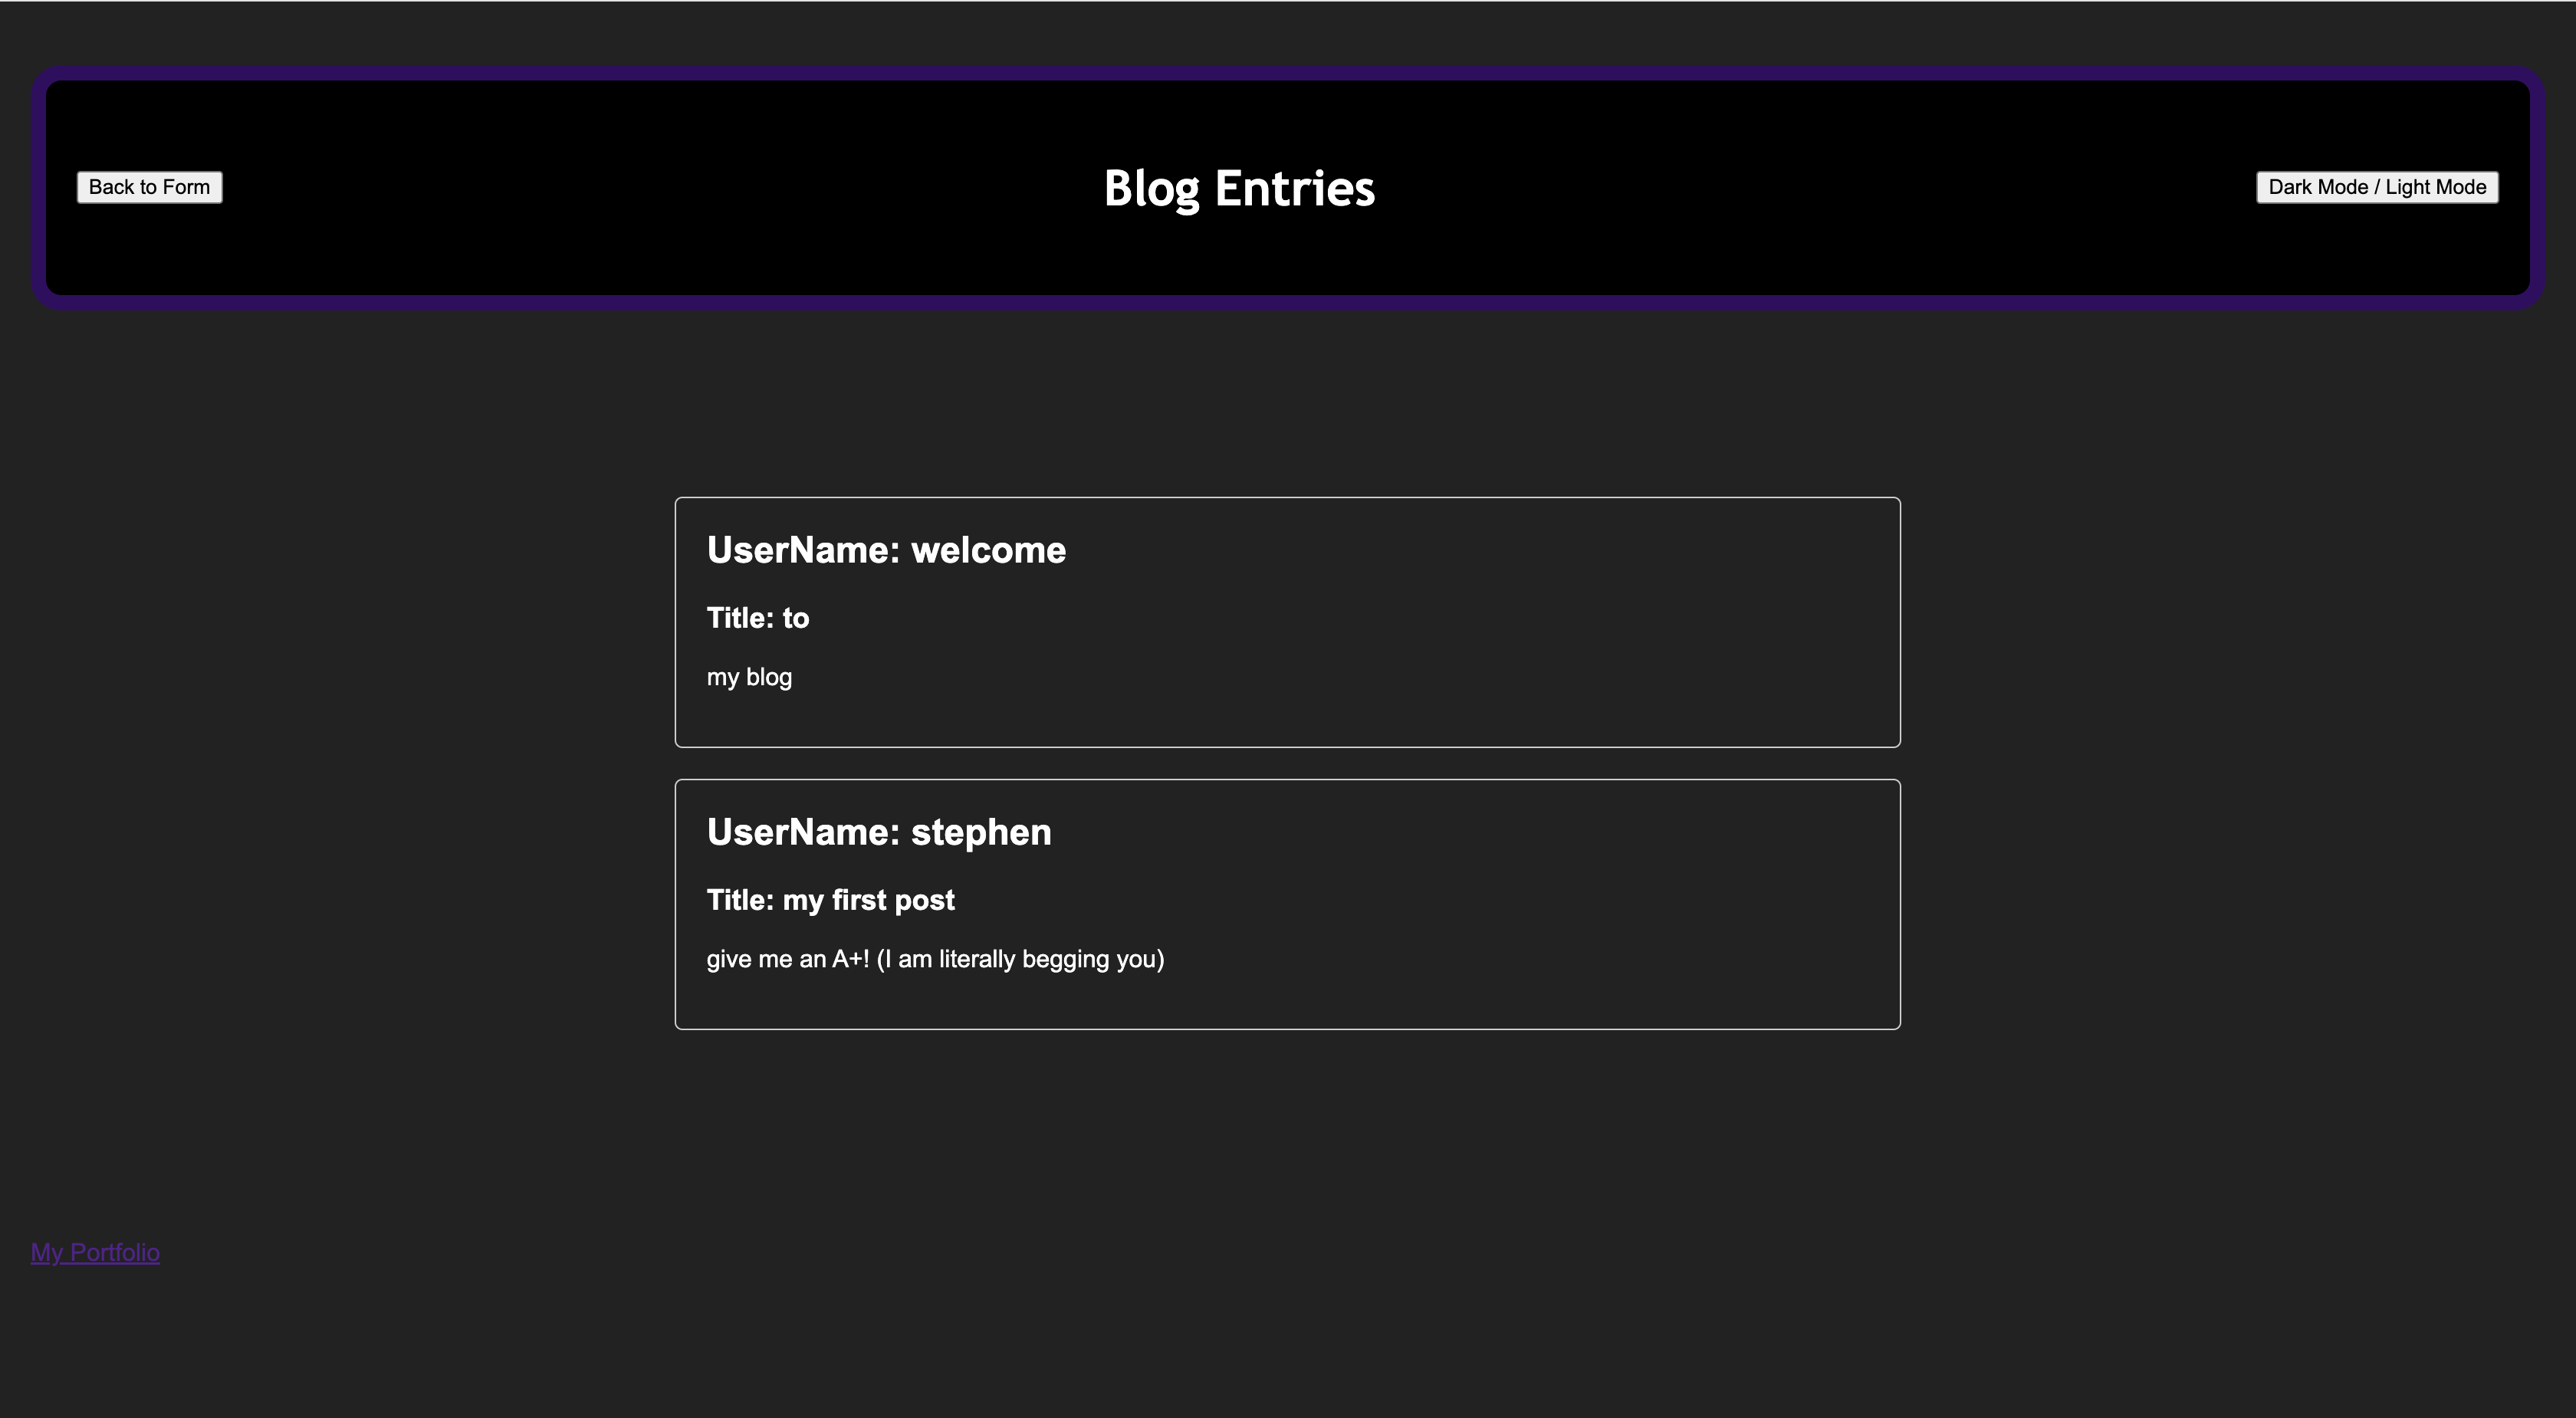 Back to Form
Blog Entries
Dark Mode / Light Mode
UserName: welcome
Title: to
my blog
UserName: stephen
Title: my first post
give me an A+! (I am literally begging you)
My Portfolio